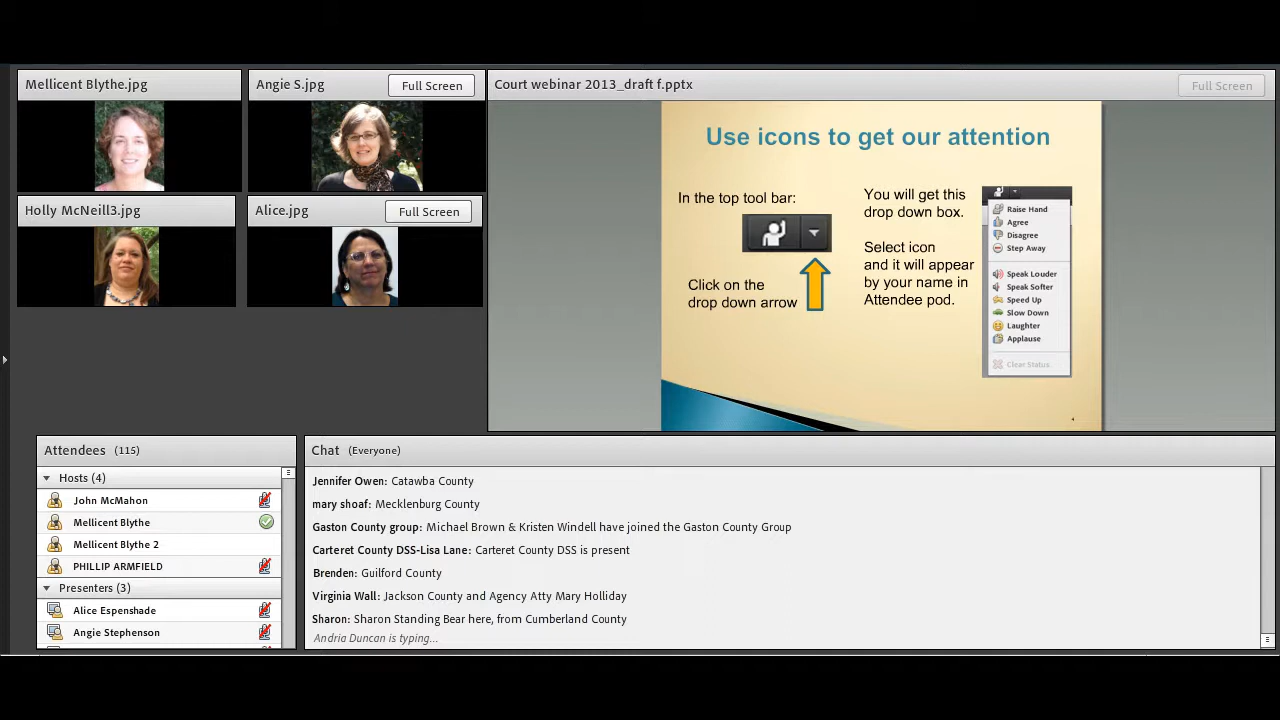 Mellicent Blythe.jpg
Angie S.jpg
Full Screen
Holly McNeill3.jpg
Alice.jpg
Full Screen
Court webinar 2013_draft f.pptx
Full Screen
Use icons to get our attention
In the top tool bar:
Click on the
drop down arrow
You will get this
drop down box.
Select icon
and it will appear
by your name in
Attendee pod.
Raise Hand
Agree
Disagree
Step Away
Speak Louder
Speak Softer
Speed Up
Slow Down
Laughter
Applause
Clear Status
Attendees (115)
Hosts (4)
John McMahon
Mellicent Blythe
Mellicent Blythe 2
PHILLIP ARMFIELD
Presenters (3)
Alice Espenshade
Angie Stephenson
Chat (Everyone)
Jennifer Owen: Catawba County
mary shoaf: Mecklenburg County
Gaston County group: Michael Brown & Kristen Windell have joined the Gaston County Group
Carteret County DSS-Lisa Lane: Carteret County DSS is present
Brenden: Guilford County
Virginia Wall: Jackson County and Agency Atty Mary Holliday
Sharon: Sharon Standing Bear here, from Cumberland County
Andria Duncan is typing...